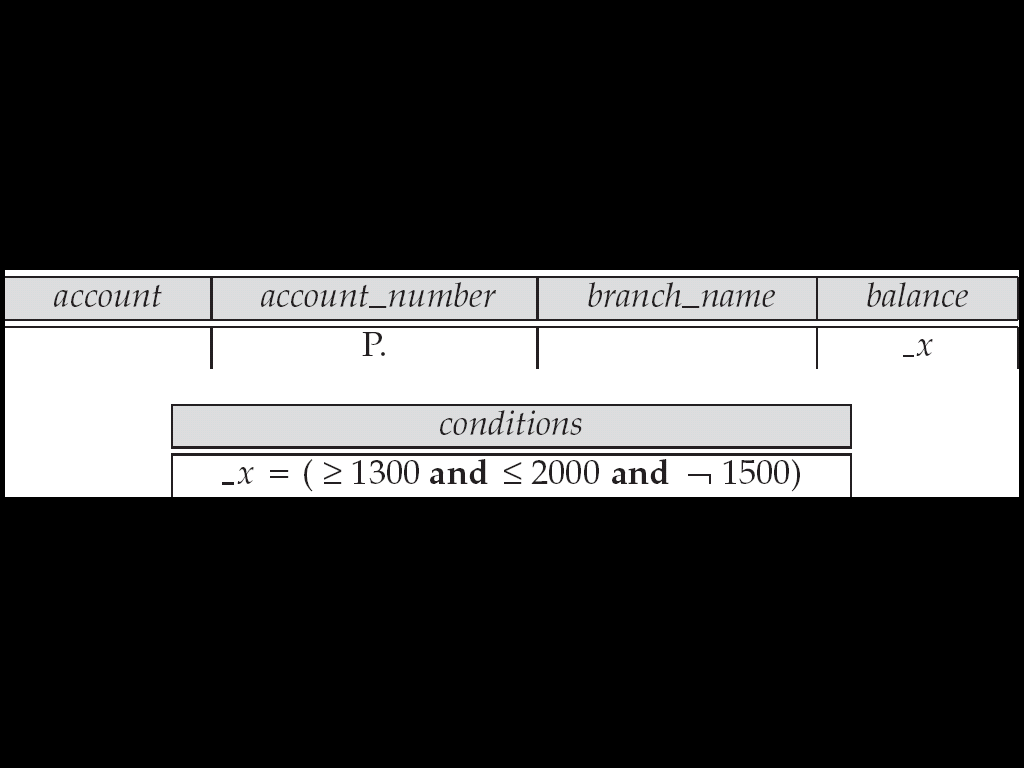 account account_number branch_name balance
P. _x
conditions
_x = ( ≥ 1300 and ≤ 2000 and ¬ 1500)